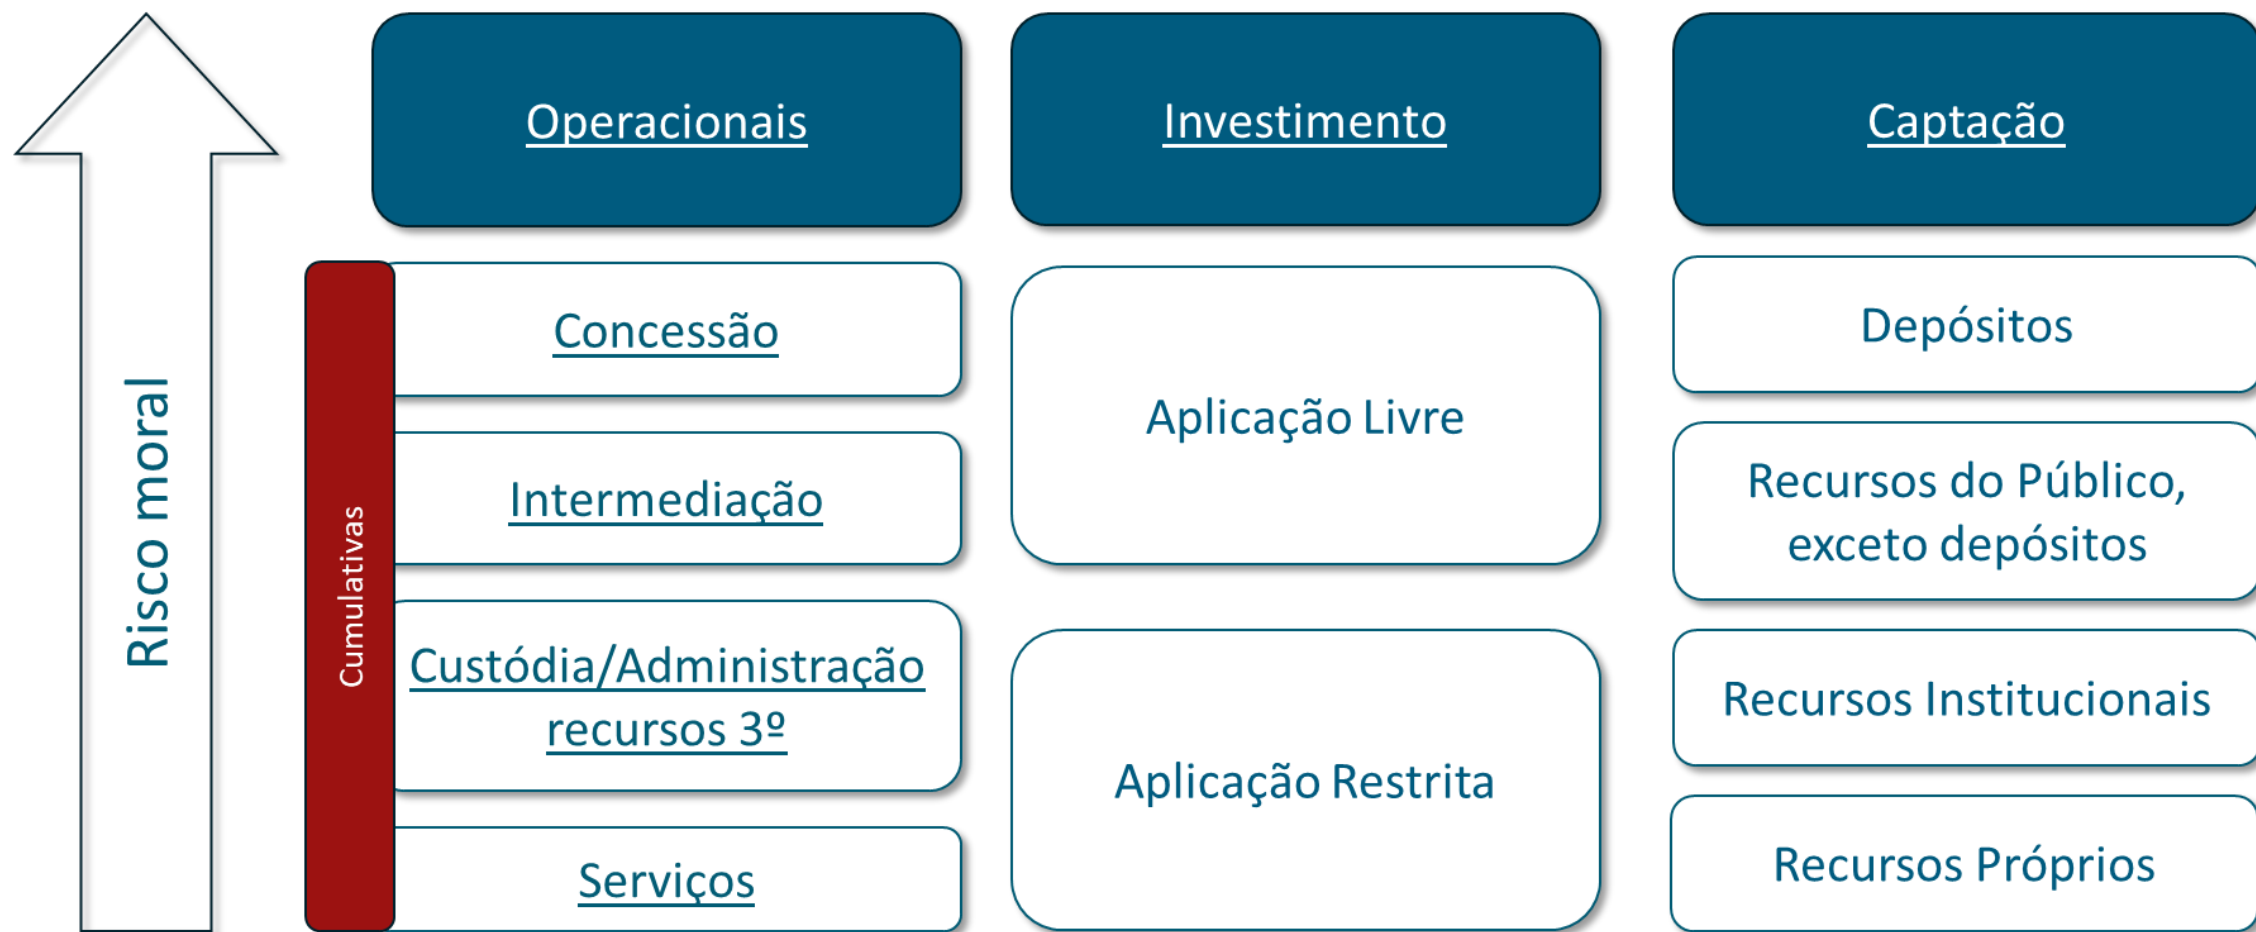 Risco moral
Operacionais
Investimento
Captação
Cumulativas
Concessão
Intermediação
Custódia/Administração
recursos 3º
Serviços
Aplicação Livre
Aplicação Restrita
Depósitos
Recursos do Público,
exceto depósitos
Recursos Institucionais
Recursos Próprios